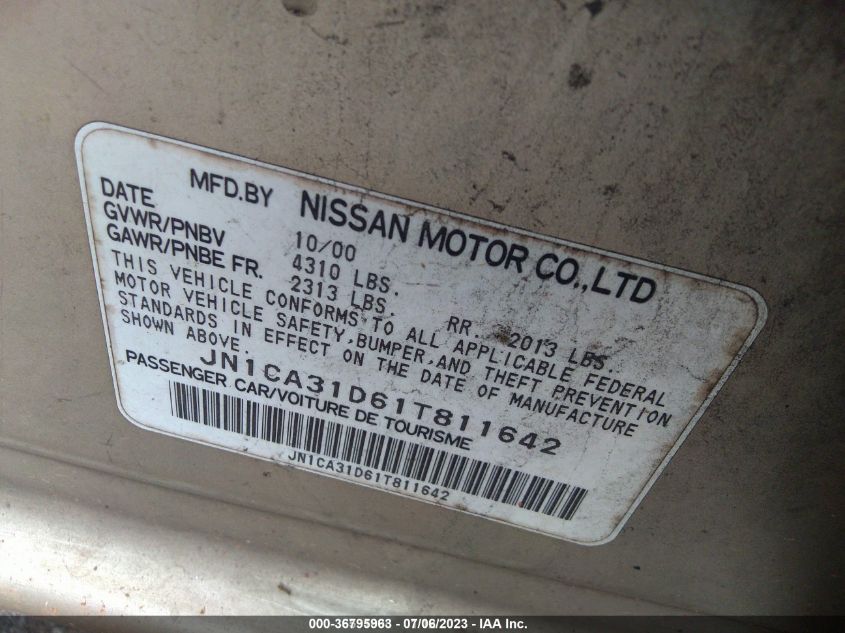 MFD.BY NISSAN MOTOR CO.,LTD
DATE 10/00
GVWR/PNBV 4310 LBS.
GAWR/PNBE FR. 2313 LBS. RR. 2013 LBS.
THIS VEHICLE CONFORMS TO ALL APPLICABLE FEDERAL
MOTOR VEHICLE SAFETY,BUMPER,AND THEFT PREVENTION
STANDARDS IN EFFECT ON THE DATE OF MANUFACTURE
SHOWN ABOVE.
JN1CA31D61T811642
PASSENGER CAR/VOITURE DE TOURISME
JN1CA31D61T811642
000-36795963 - 07/06/2023 - IAA Inc.